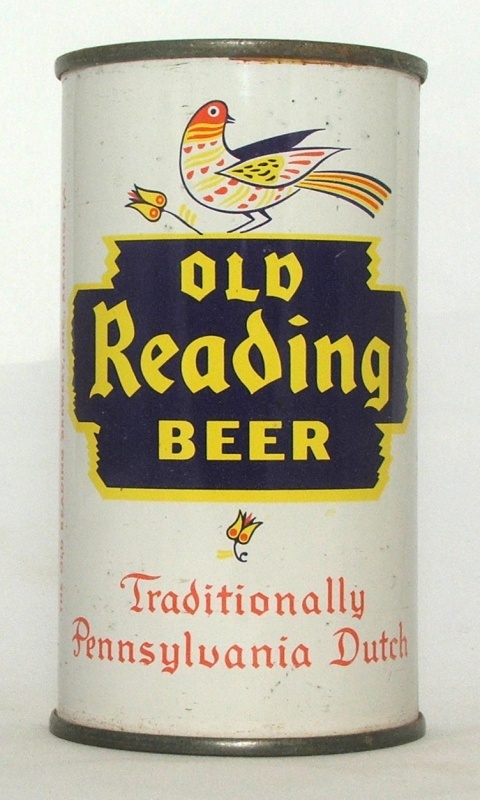 OLD
Reading
BEER
Traditionally
Pennsylvania Dutch